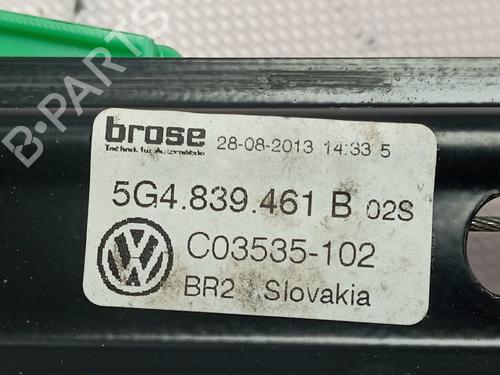 brose 28-08-2013 14:33 5
Technik für Automobile
5G4.839.461 B 02S
C03535-102
BR2 Slovakia
B-PARTS